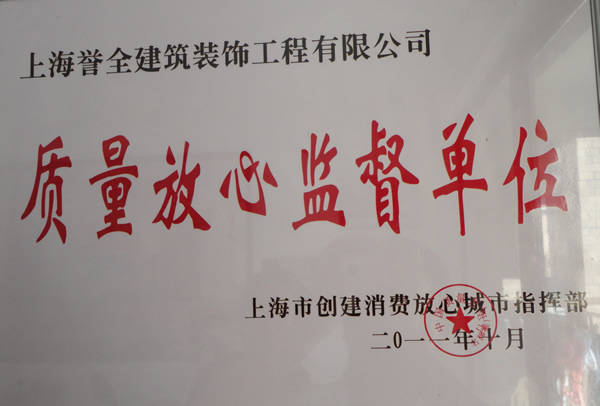 上海誉全建筑装饰工程有限公司
质量放心监督单位
上海市创建消费放心城市指挥部
二0一一年十月